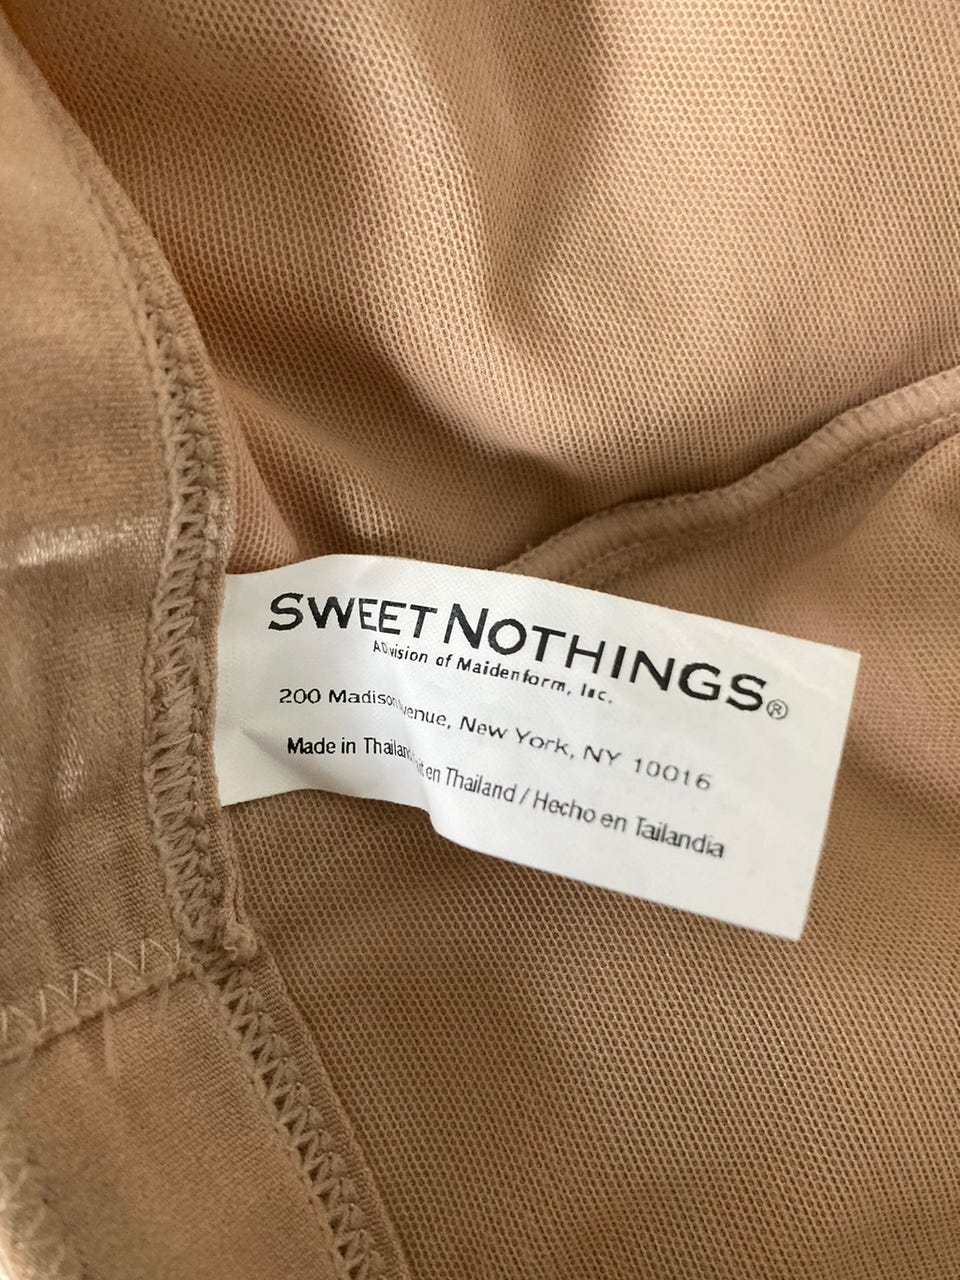 SWEET NOTHINGS®
A Division of Maidenform, Inc.
200 Madison Avenue, New York, NY 10016
Made in Thailand en Thailand / Hecho en Tailandia